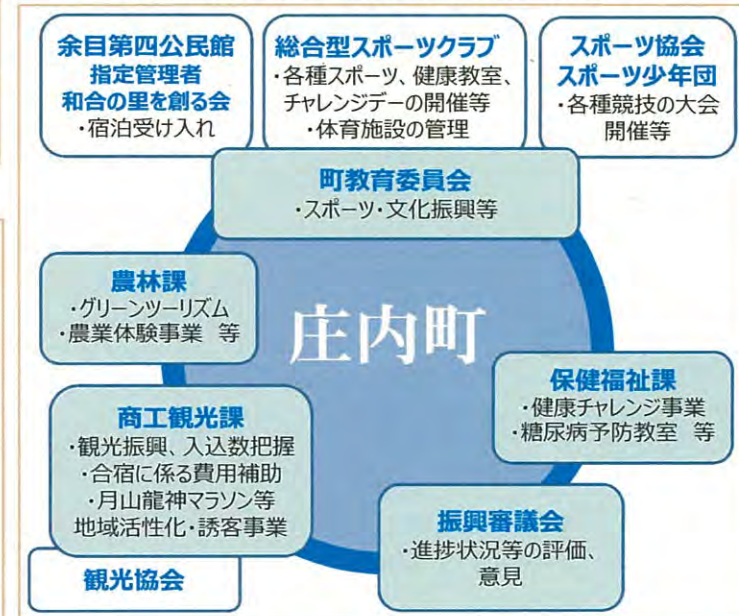 余目第四公民館
指定管理者
和合の里を創る会
・宿泊受け入れ
総合型スポーツクラブ
・各種スポーツ、健康教室、
チャレンジデーの開催等
・体育施設の管理
スポーツ協会
スポーツ少年団
・各種競技の大会
開催等
町教育委員会
・スポーツ・文化振興等
農林課
・グリーンツーリズム
・農業体験事業 等
庄内町
保健福祉課
・健康チャレンジ事業
・糖尿病予防教室 等
商工観光課
・観光振興、入込数把握
・合宿に係る費用補助
・月山龍神マラソン等
地域活性化・誘客事業
振興審議会
・進捗状況等の評価、
意見
観光協会